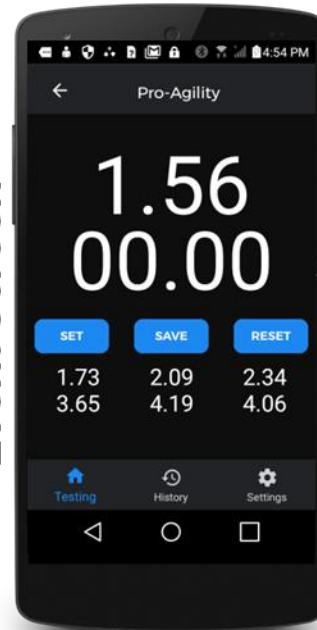 4:54 PM
Pro-Agility
1.56
00.00
SET SAVE RESET
1.73 2.09 2.34
3.65 4.19 4.06
Testing History Settings